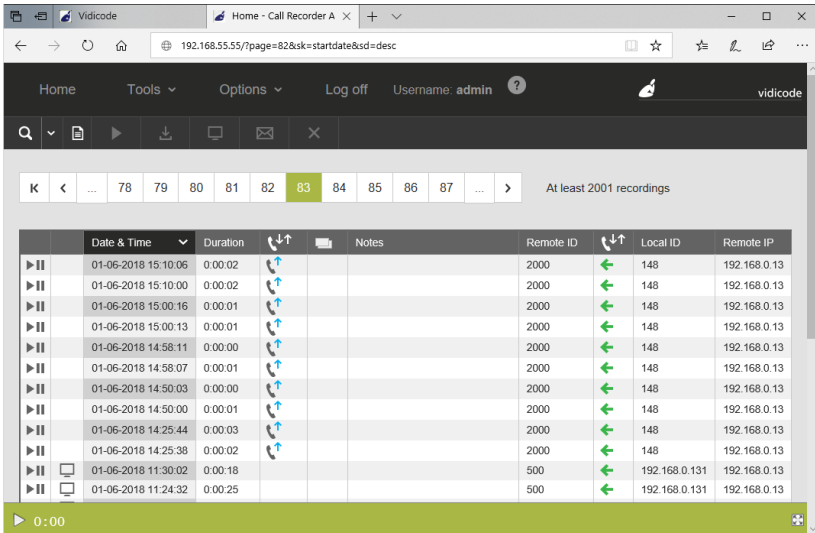 Vidicode
Home - Call Recorder A
192.168.55.55/?page=82&sk=startdate&sd=desc
Home Tools Options Log off Username: admin ? vidicode
... 78 79 80 81 82 83 84 85 86 87 ... At least 2001 recordings
Date & Time Duration Notes Remote ID Local ID Remote IP
01-06-2018 15:10:06 0:00:02 2000 148 192.168.0.13
01-06-2018 15:10:00 0:00:02 2000 148 192.168.0.13
01-06-2018 15:00:16 0:00:01 2000 148 192.168.0.13
01-06-2018 15:00:13 0:00:01 2000 148 192.168.0.13
01-06-2018 14:58:11 0:00:00 2000 148 192.168.0.13
01-06-2018 14:58:07 0:00:01 2000 148 192.168.0.13
01-06-2018 14:50:03 0:00:00 2000 148 192.168.0.13
01-06-2018 14:50:00 0:00:01 2000 148 192.168.0.13
01-06-2018 14:25:44 0:00:03 2000 148 192.168.0.13
01-06-2018 14:25:38 0:00:02 2000 148 192.168.0.13
01-06-2018 11:30:02 0:00:18 500 192.168.0.131 192.168.0.13
01-06-2018 11:24:32 0:00:25 500 192.168.0.131 192.168.0.13
0:00